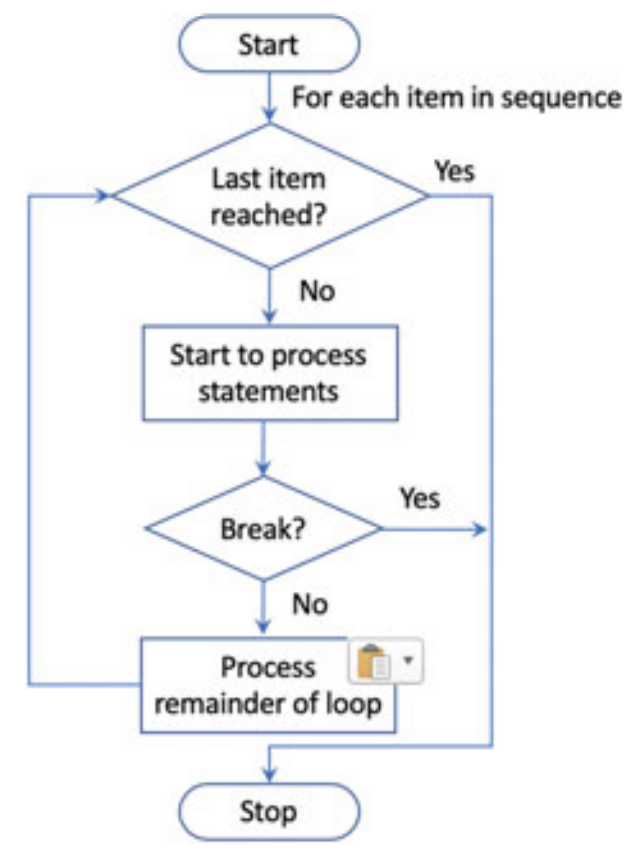 Start
For each item in sequence
Last item
reached?
Yes
No
Start to process
statements
Break?
Yes
No
Process
remainder of loop
Stop